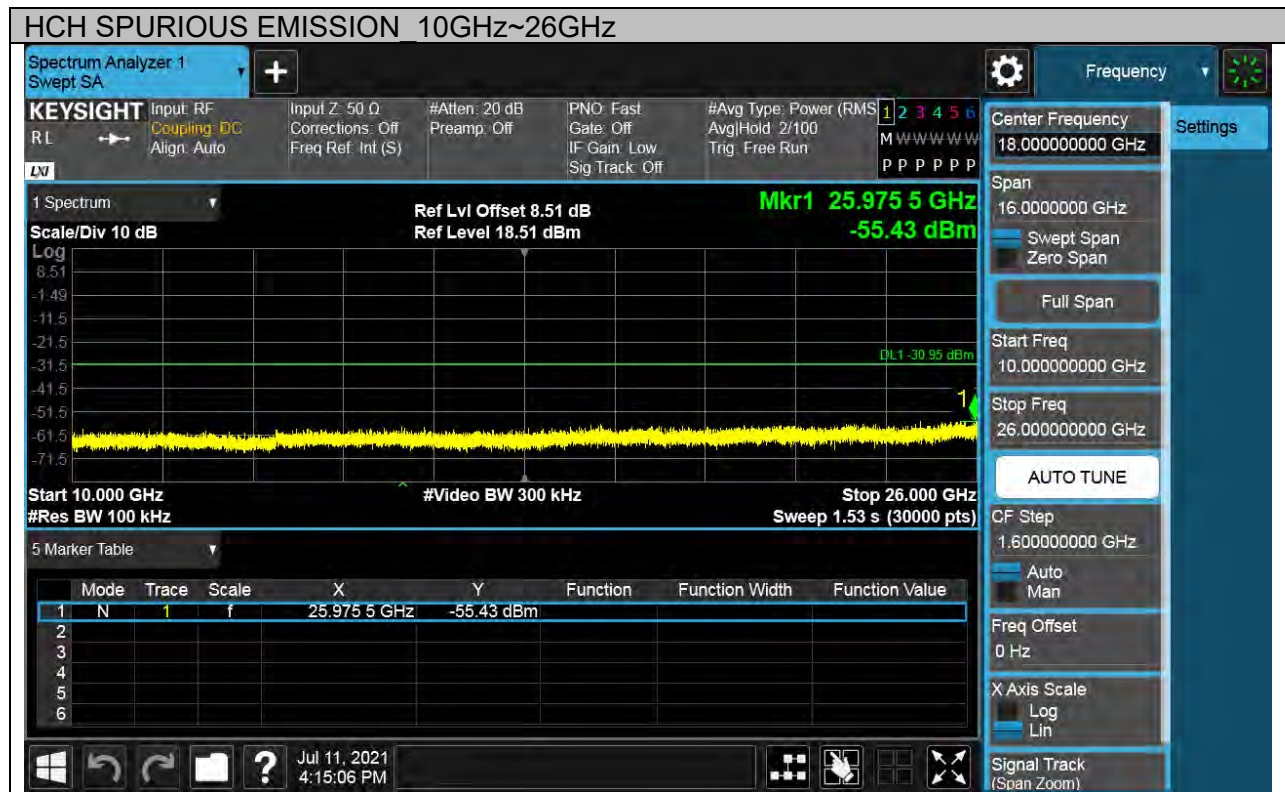 HCH SPURIOUS EMISSION_10GHz~26GHz
Spectrum Analyzer 1
Swept SA
Frequency
KEYSIGHT
RL
LXI
Input: RF
Coupling: DC
Align: Auto
Input Z: 50 Ω
Corrections: Off
Freq Ref: Int (S)
#Atten: 20 dB
Preamp: Off
PNO: Fast
Gate: Off
IF Gain: Low
Sig Track: Off
#Avg Type: Power (RMS
Avg|Hold: 2/100
Trig: Free Run
1 2 3 4 5 6
M W W W W W
P P P P P P
1 Spectrum
Scale/Div 10 dB
Ref Lvl Offset 8.51 dB
Ref Level 18.51 dBm
Mkr1 25.975 5 GHz
-55.43 dBm
Log
8.51
-1.49
-11.5
-21.5
-31.5
-41.5
-51.5
-61.5
-71.5
DL1 -30.95 dBm
1
Start 10.000 GHz
#Res BW 100 kHz
#Video BW 300 kHz
Stop 26.000 GHz
Sweep 1.53 s (30000 pts)
5 Marker Table
Mode Trace Scale X Y Function Function Width Function Value
1 N 1 f 25.975 5 GHz -55.43 dBm
2
3
4
5
6
?
Jul 11, 2021
4:15:06 PM
Center Frequency
18.000000000 GHz
Settings
Span
16.0000000 GHz
Swept Span
Zero Span
Full Span
Start Freq
10.000000000 GHz
Stop Freq
26.000000000 GHz
AUTO TUNE
CF Step
1.600000000 GHz
Auto
Man
Freq Offset
0 Hz
X Axis Scale
Log
Lin
Signal Track
(Span Zoom)